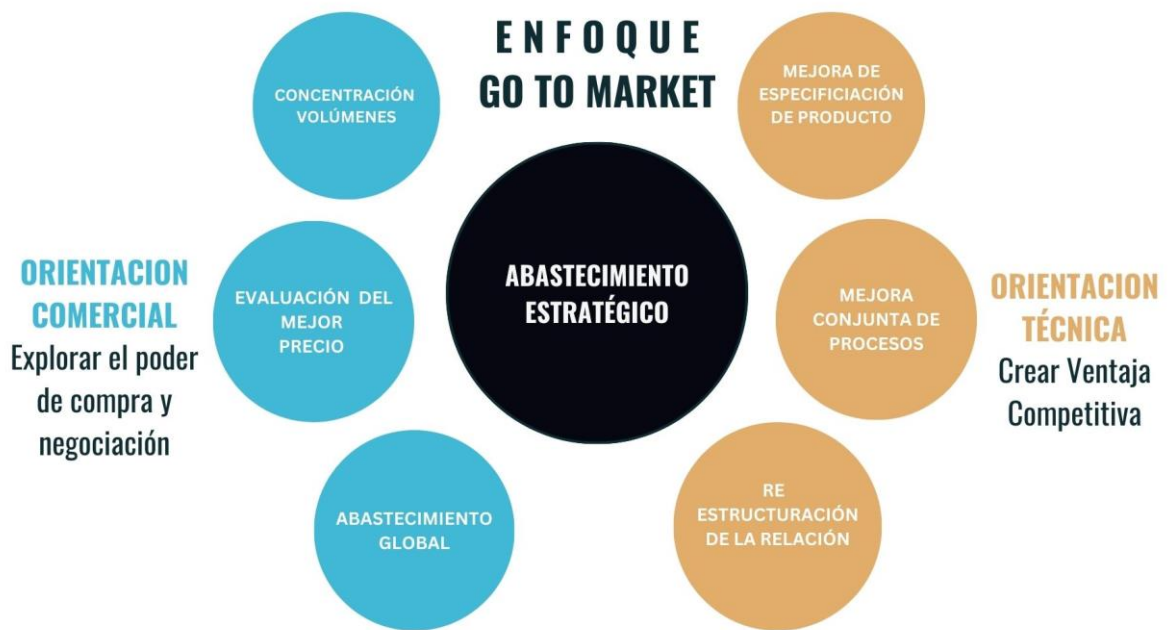 ENFOQUE
GO TO MARKET
CONCENTRACIÓN
VOLÚMENES
MEJORA DE
ESPECIFICIACIÓN
DE PRODUCTO
ORIENTACION
COMERCIAL
Explorar el poder
de compra y
negociación
EVALUACIÓN DEL
MEJOR
PRECIO
ABASTECIMIENTO
ESTRATÉGICO
MEJORA
CONJUNTA DE
PROCESOS
ORIENTACION
TÉCNICA
Crear Ventaja
Competitiva
ABASTECIMIENTO
GLOBAL
RE
ESTRUCTURACIÓN
DE LA RELACIÓN